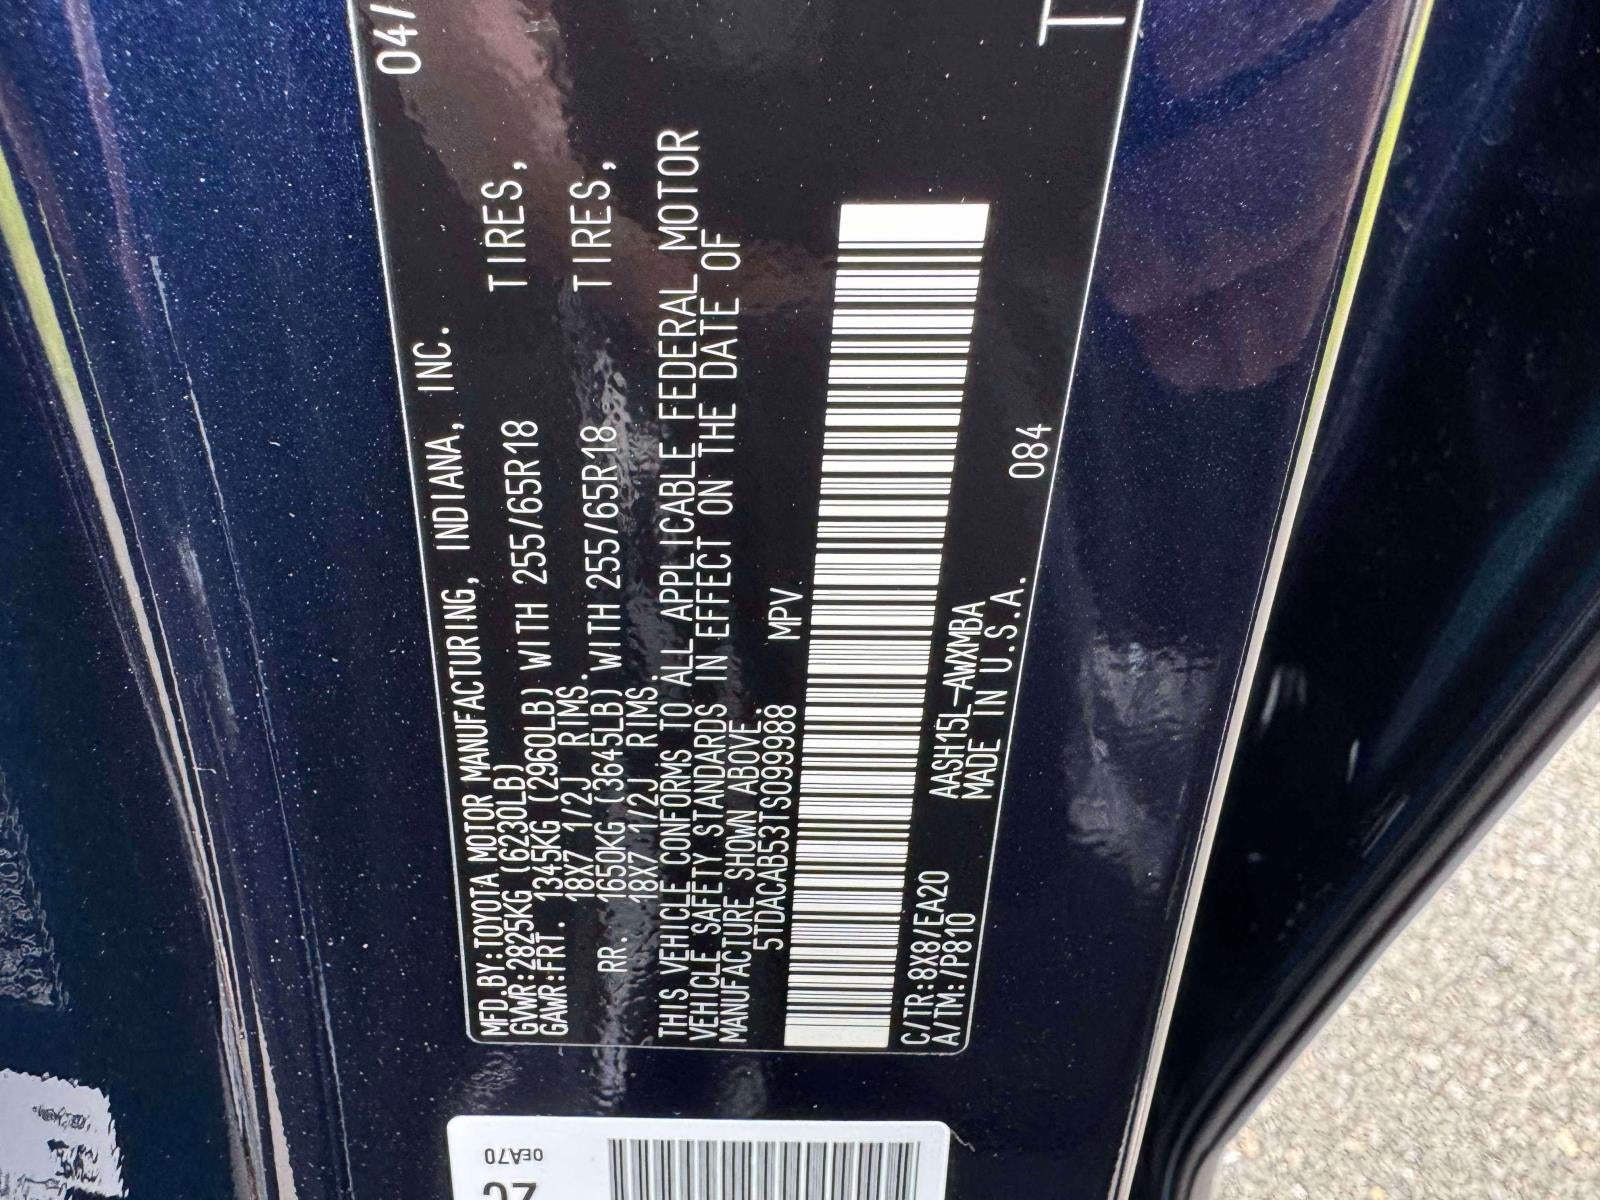 04/
MFD.BY:TOYOTA MOTOR MANUFACTURING, INDIANA, INC.
GVWR:2825KG (6230LB)
GAWR:FRT. 1345KG (2960LB) WITH 255/65R18 TIRES,
18X7 1/2J RIMS.
RR. 1650KG (3645LB) WITH 255/65R18 TIRES,
18X7 1/2J RIMS.
THIS VEHICLE CONFORMS TO ALL APPLICABLE FEDERAL MOTOR
VEHICLE SAFETY STANDARDS IN EFFECT ON THE DATE OF
MANUFACTURE SHOWN ABOVE.
5TDACAB53TS099988 MPV
C/TR:8X8/EA20 AASH15L-AWXMBA
A/TM:/P810 MADE IN U.S.A. 084
T
0EA70